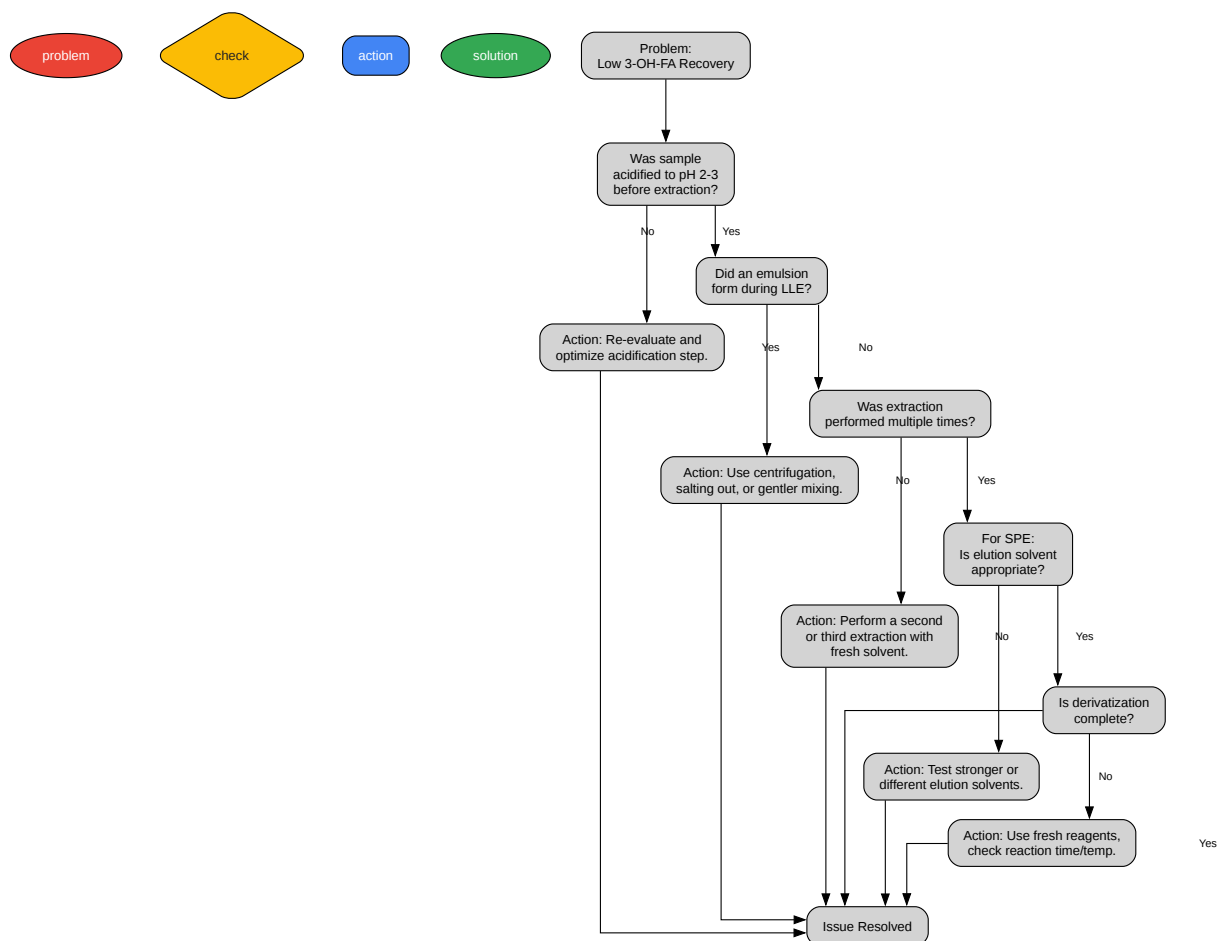 problem
check
action
solution
Problem:
Low 3-OH-FA Recovery
Was sample
acidified to pH 2-3
before extraction?
No
Yes
Did an emulsion
form during LLE?
Action: Re-evaluate and
optimize acidification step.
Yes
No
Was extraction
performed multiple times?
Action: Use centrifugation,
salting out, or gentler mixing.
No
Yes
For SPE:
Is elution solvent
appropriate?
Action: Perform a second
or third extraction with
fresh solvent.
No
Yes
Is derivatization
complete?
Action: Test stronger or
different elution solvents.
No
Action: Use fresh reagents,
check reaction time/temp.
Yes
Issue Resolved